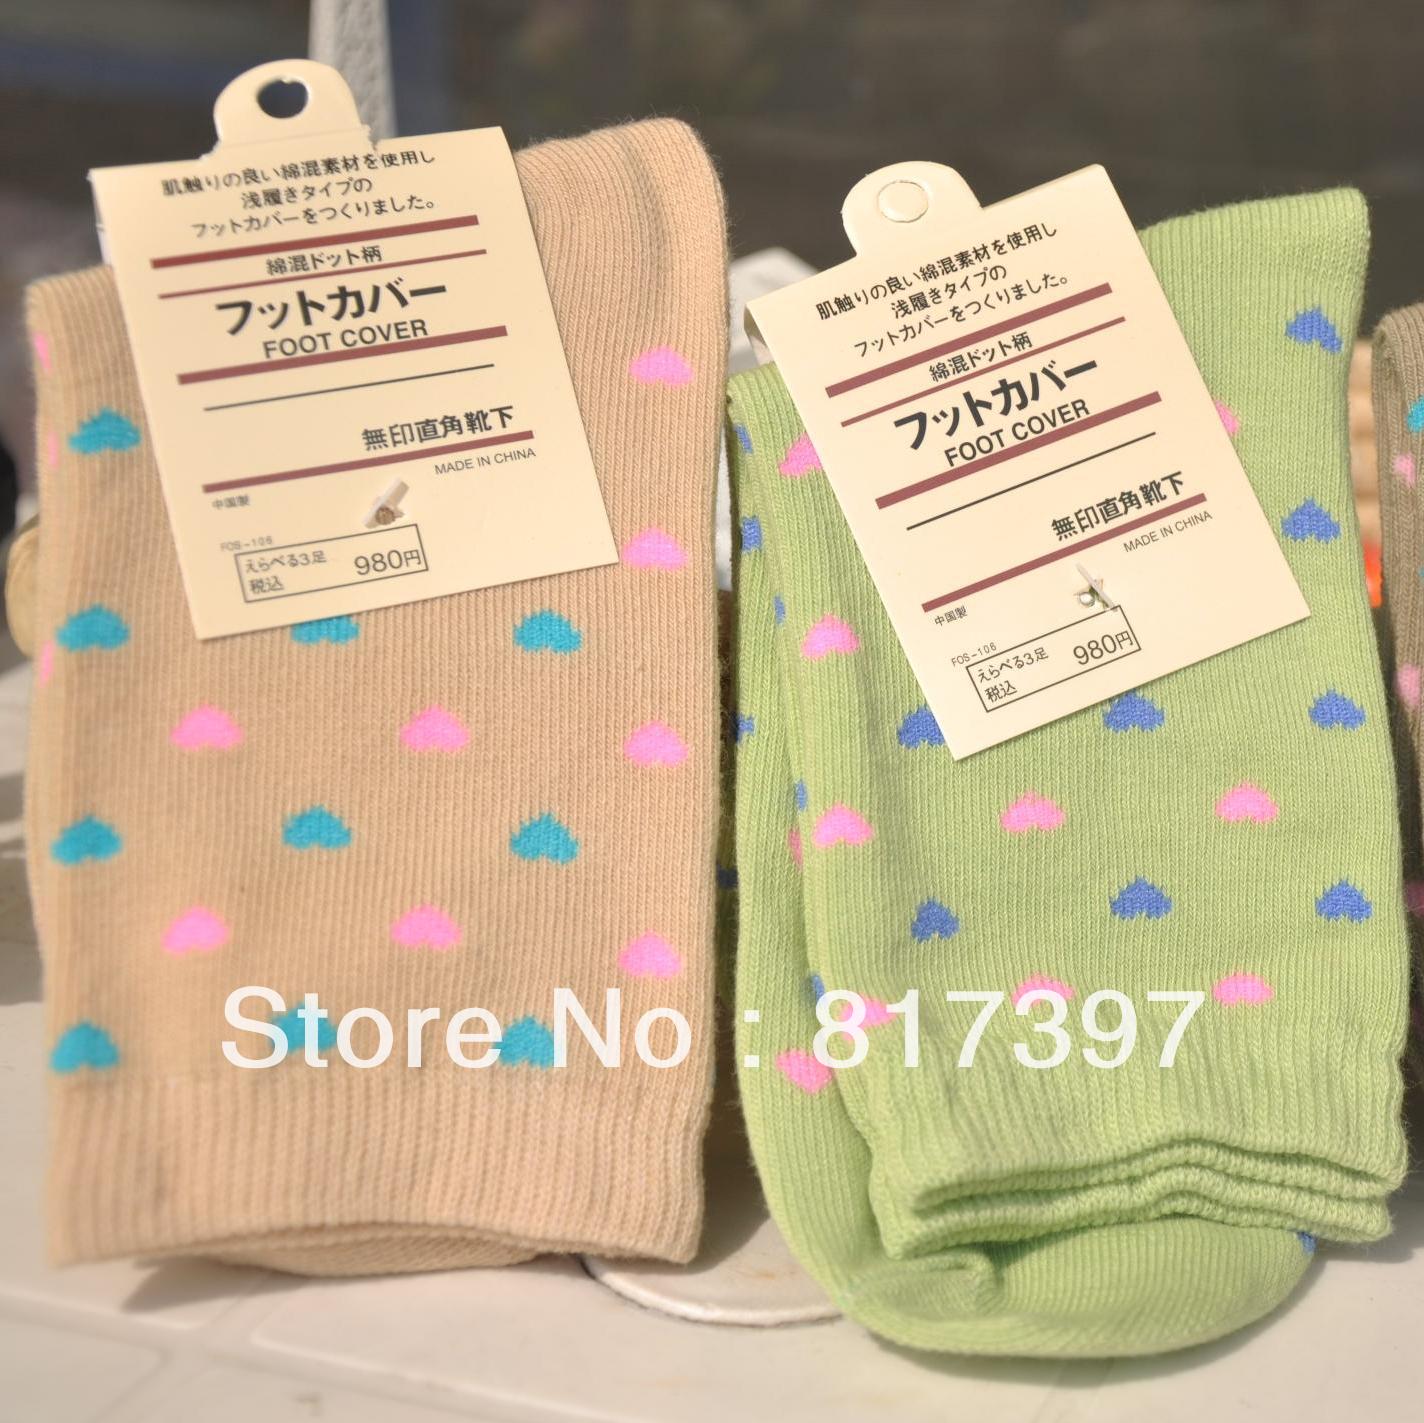 肌触りの良い綿混素材を使用し
浅履きタイプの
フットカバーをつくりました。
綿混ドット柄
フットカバー
FOOT COVER
無印直角靴下
MADE IN CHINA
中国製
FOS-106
えらべる3足
税込
980円
肌触りの良い綿混素材を使用し
浅履きタイプの
フットカバーをつくりました。
綿混ドット柄
フットカバー
FOOT COVER
無印直角靴下
MADE IN CHINA
中国製
FOS-106
えらべる3足
税込
980円
Store No : 817397